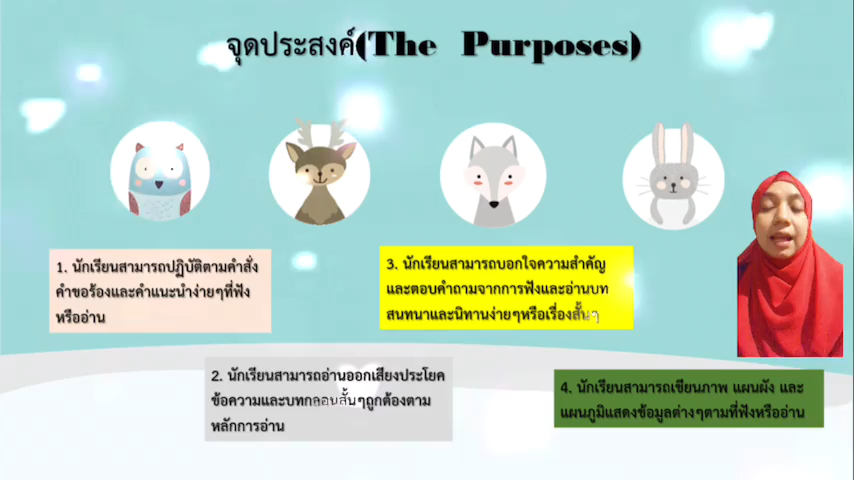 จุดประสงค์(The Purposes)
1. นักเรียนสามารถปฏิบัติตามคำสั่ง
คำขอร้องและคำแนะนำง่ายๆที่ฟัง
หรืออ่าน
2. นักเรียนสามารถอ่านออกเสียงประโยค
ข้อความและบทกลอนสั้นๆถูกต้องตาม
หลักการอ่าน
3. นักเรียนสามารถบอกใจความสำคัญ
และตอบคำถามจากการฟังและอ่านบท
สนทนาและนิทานง่ายๆหรือเรื่องสั้นๆ
4. นักเรียนสามารถเขียนภาพ แผนผัง และ
แผนภูมิแสดงข้อมูลต่างๆตามที่ฟังหรืออ่าน